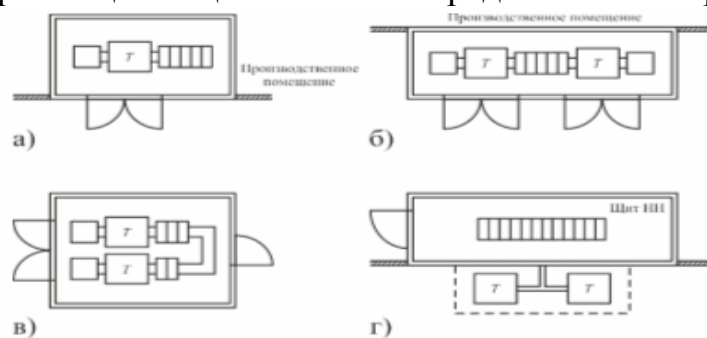 Т
Производственное
помещение
а)
Производственное помещение
Т Т
б)
Т
Т
в)
Щит НН
Т Т
г)